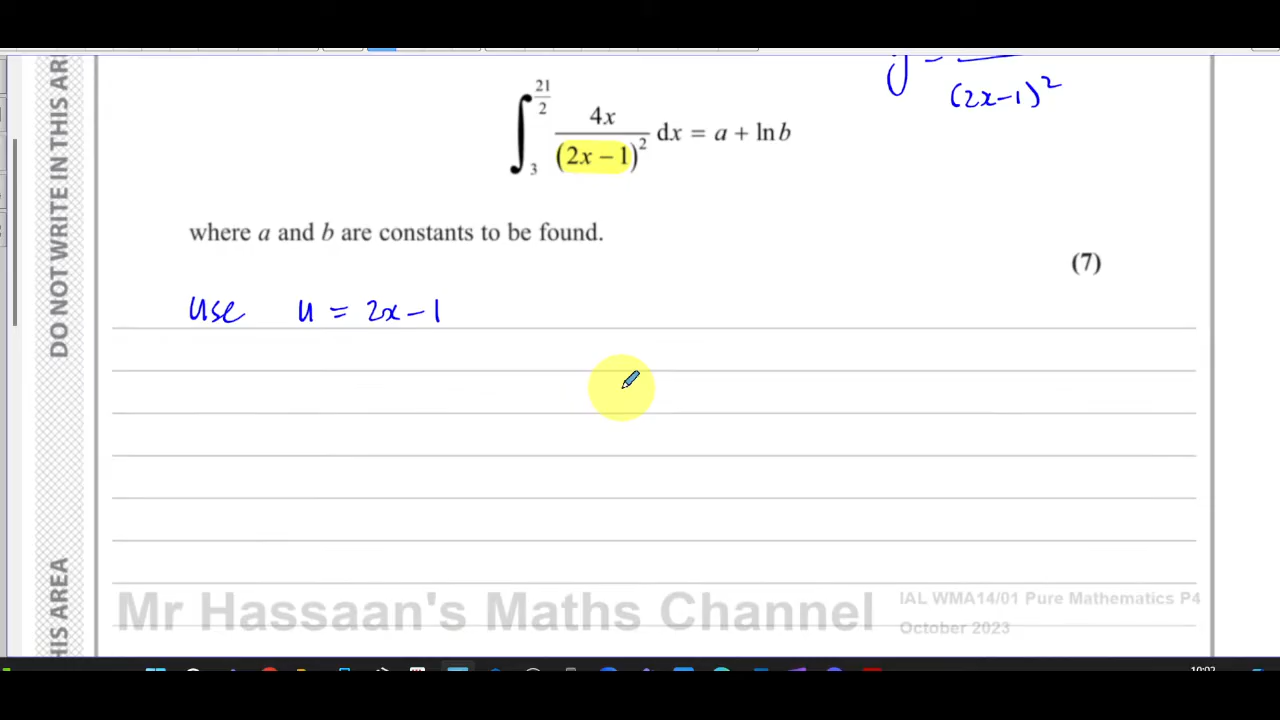 y = 
(2x-1)²
∫₃^{21/2} 4x/(2x − 1)² dx = a + ln b
where a and b are constants to be found.
(7)
Use u = 2x-1
DO NOT WRITE IN THIS AR
HIS AREA
Mr Hassaan's Maths Channel
IAL WMA14/01 Pure Mathematics P4
October 2023